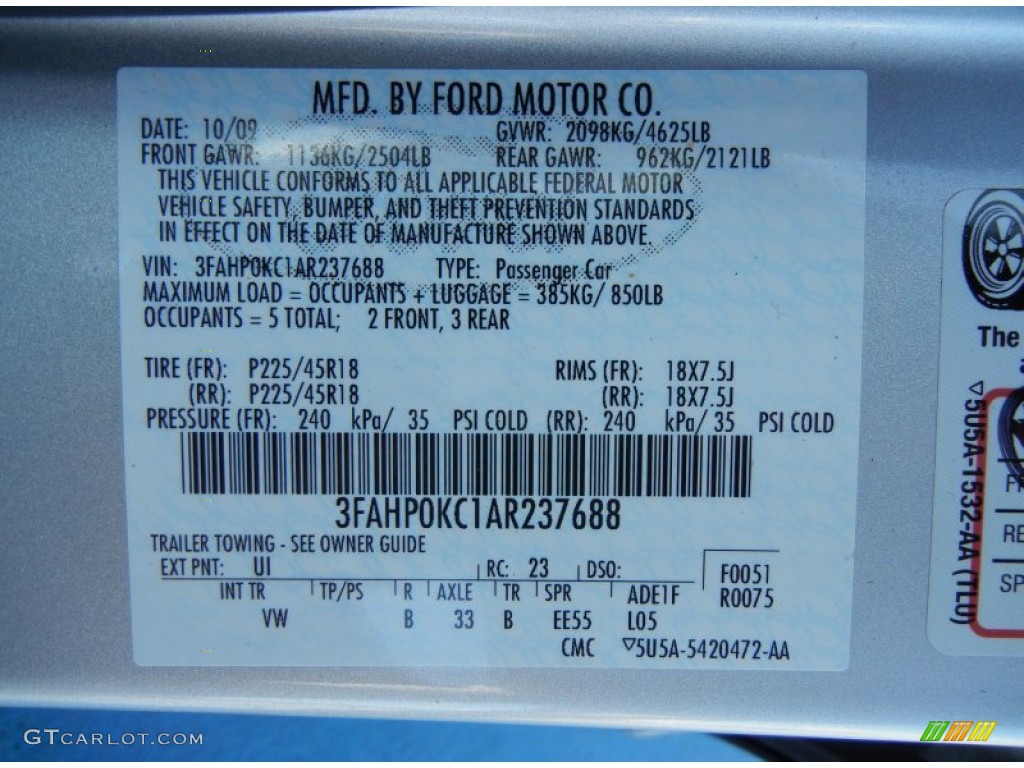 MFD. BY FORD MOTOR CO.
DATE: 10/09 GVWR: 2098KG/4625LB
FRONT GAWR: 1136KG/2504LB REAR GAWR: 962KG/2121LB
THIS VEHICLE CONFORMS TO ALL APPLICABLE FEDERAL MOTOR
VEHICLE SAFETY, BUMPER, AND THEFT PREVENTION STANDARDS
IN EFFECT ON THE DATE OF MANUFACTURE SHOWN ABOVE.
VIN: 3FAHP0KC1AR237688 TYPE: Passenger Car
MAXIMUM LOAD = OCCUPANTS + LUGGAGE = 385KG/ 850LB
OCCUPANTS = 5 TOTAL; 2 FRONT, 3 REAR
TIRE (FR): P225/45R18 RIMS (FR): 18X7.5J
(RR): P225/45R18 (RR): 18X7.5J
PRESSURE (FR): 240 kPa/ 35 PSI COLD (RR): 240 kPa/ 35 PSI COLD
3FAHP0KC1AR237688
TRAILER TOWING - SEE OWNER GUIDE
EXT PNT: UI RC: 23 DSO: F0051
INT TR TP/PS R AXLE TR SPR ADE1F R0075
VW B 33 B EE55 L05
CMC ▽5U5A-5420472-AA
The
▽5U5A-1532-AA (TLU)
RE
SP
GTCARLOT.COM